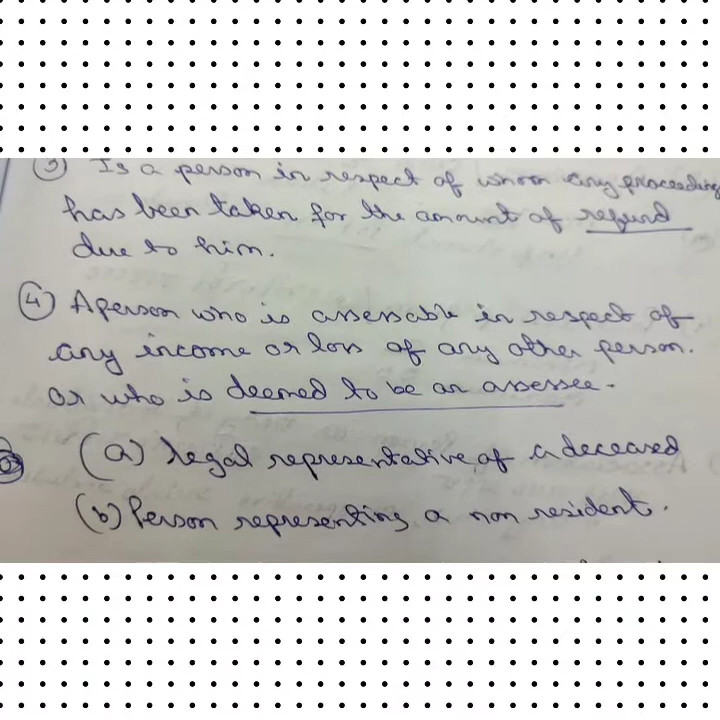 (3) Is a person in respect of whom any proceeding
has been taken for the amount of refund
due to him.
(4) A person who is assessable in respect of
any income or loss of any other person.
or who is deemed to be an assessee.
(a) legal representative of a deceased
(b) Person representing a non resident.